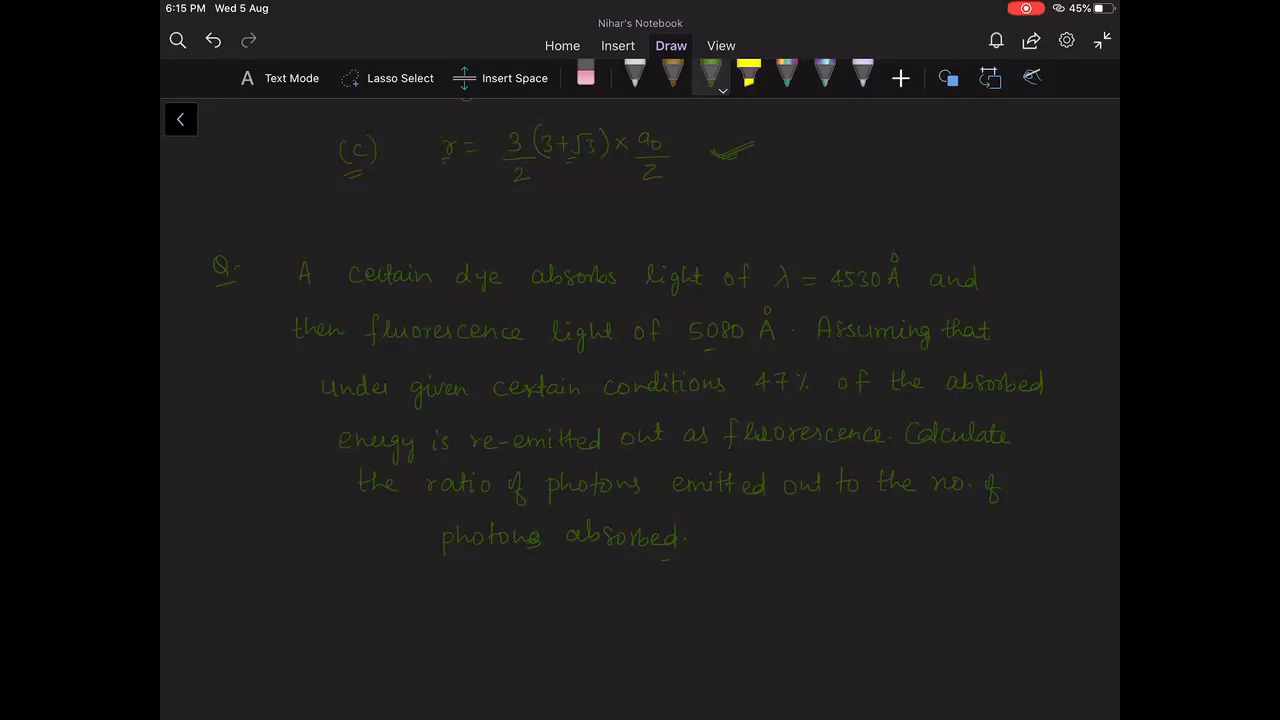 6:15 PM Wed 5 Aug
45%
Nihar's Notebook
Home Insert Draw View
Text Mode Lasso Select Insert Space
(c) r = 3/2 (3+√3) × a₀/2
Q. A certain dye absorbs light of λ = 4530 Å and
then fluorescence light of 5080 Å. Assuming that
under given certain conditions 47% of the absorbed
energy is re-emitted out as fluorescence. Calculate
the ratio of photons emitted out to the no. of
photons absorbed.